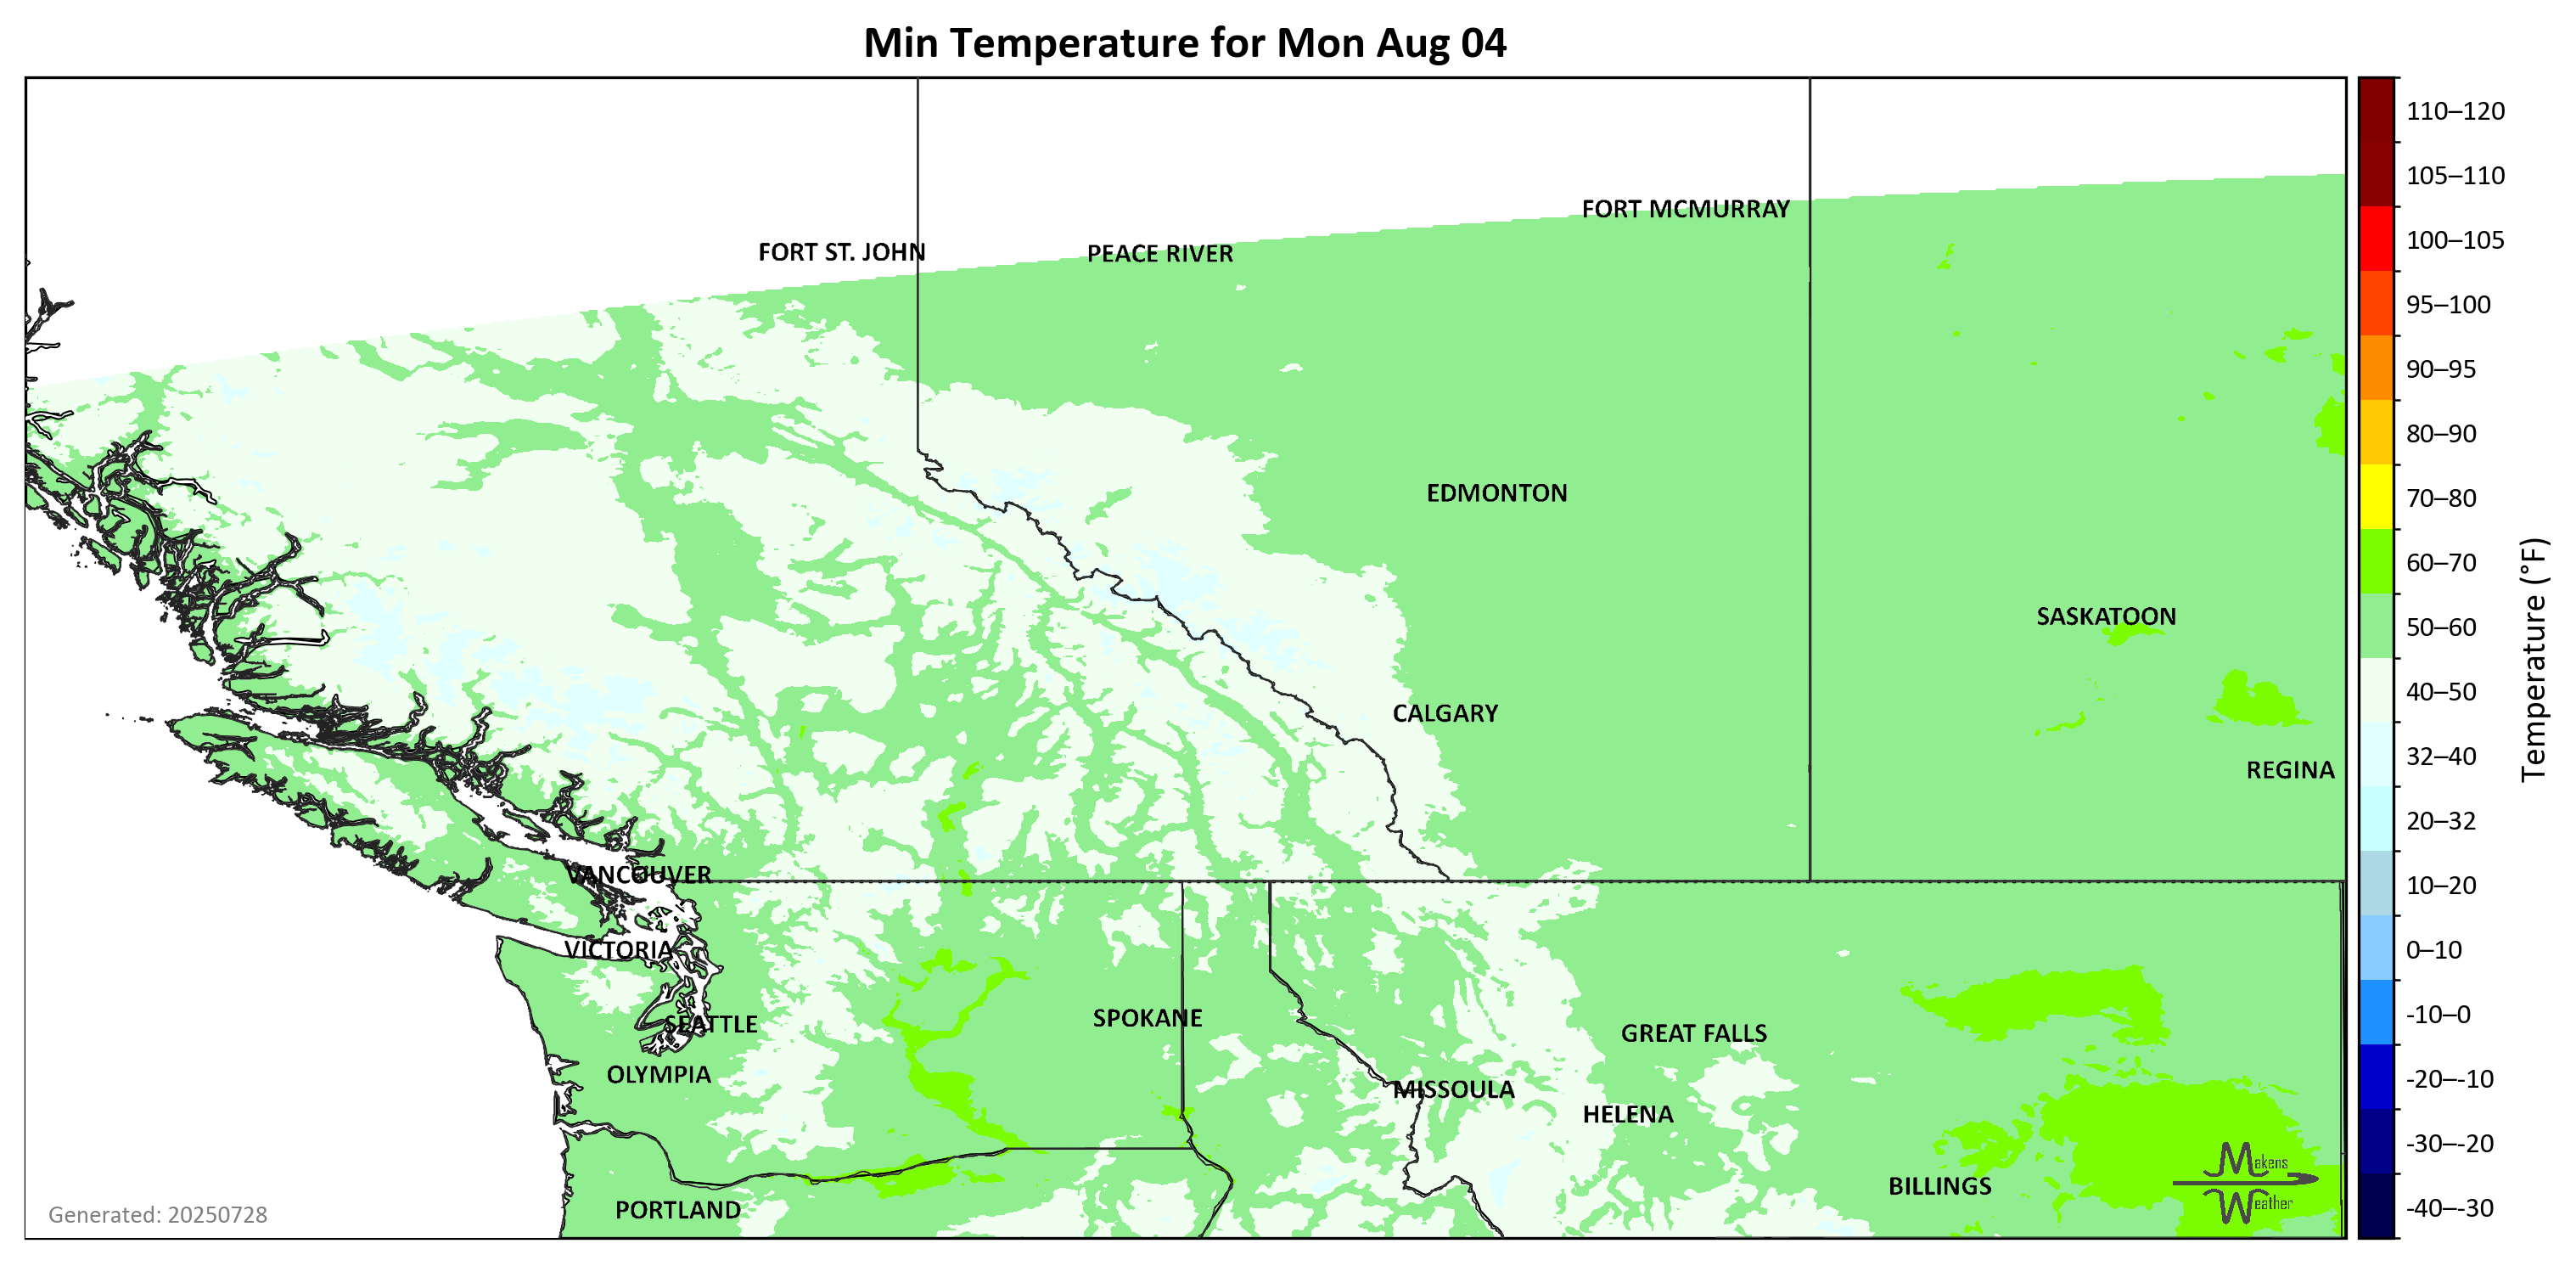 Min Temperature for Mon Aug 04
110–120
105–110
100–105
95–100
90–95
80–90
70–80
60–70
50–60
40–50
32–40
20–32
10–20
0–10
-10–0
-20–-10
-30–-20
-40–-30
Temperature (°F)
FORT MCMURRAY
FORT ST. JOHN
PEACE RIVER
EDMONTON
SASKATOON
CALGARY
REGINA
VANCOUVER
VICTORIA
SEATTLE
SPOKANE
GREAT FALLS
OLYMPIA
MISSOULA
HELENA
BILLINGS
PORTLAND
Makens
Weather
Generated: 20250728